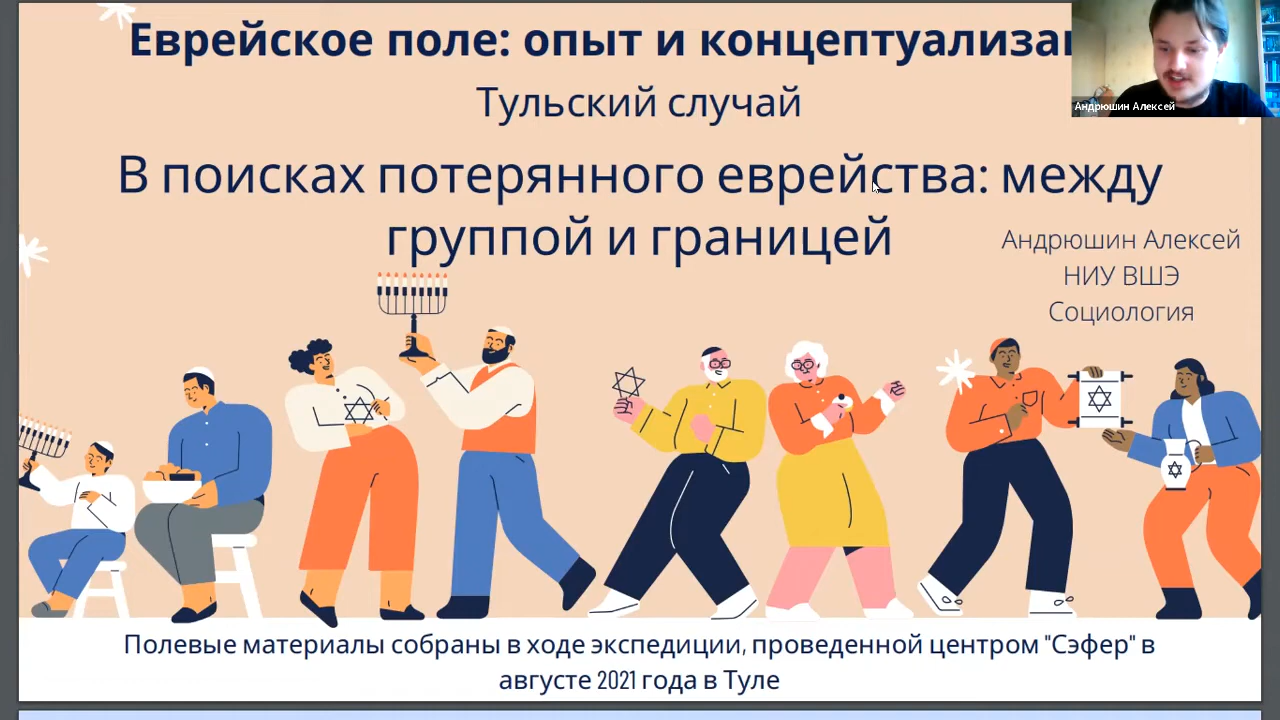 Еврейское поле: опыт и
Тульский случай
В поисках потерянного еврейства: между
группой и границей
Андрюшин Алексей
НИУ ВШЭ
Социология
Полевые материалы собраны в ходе экспедиции, проведенной центром "Сэфер" в
августе 2021 года в Туле
Андрюшин Алексей